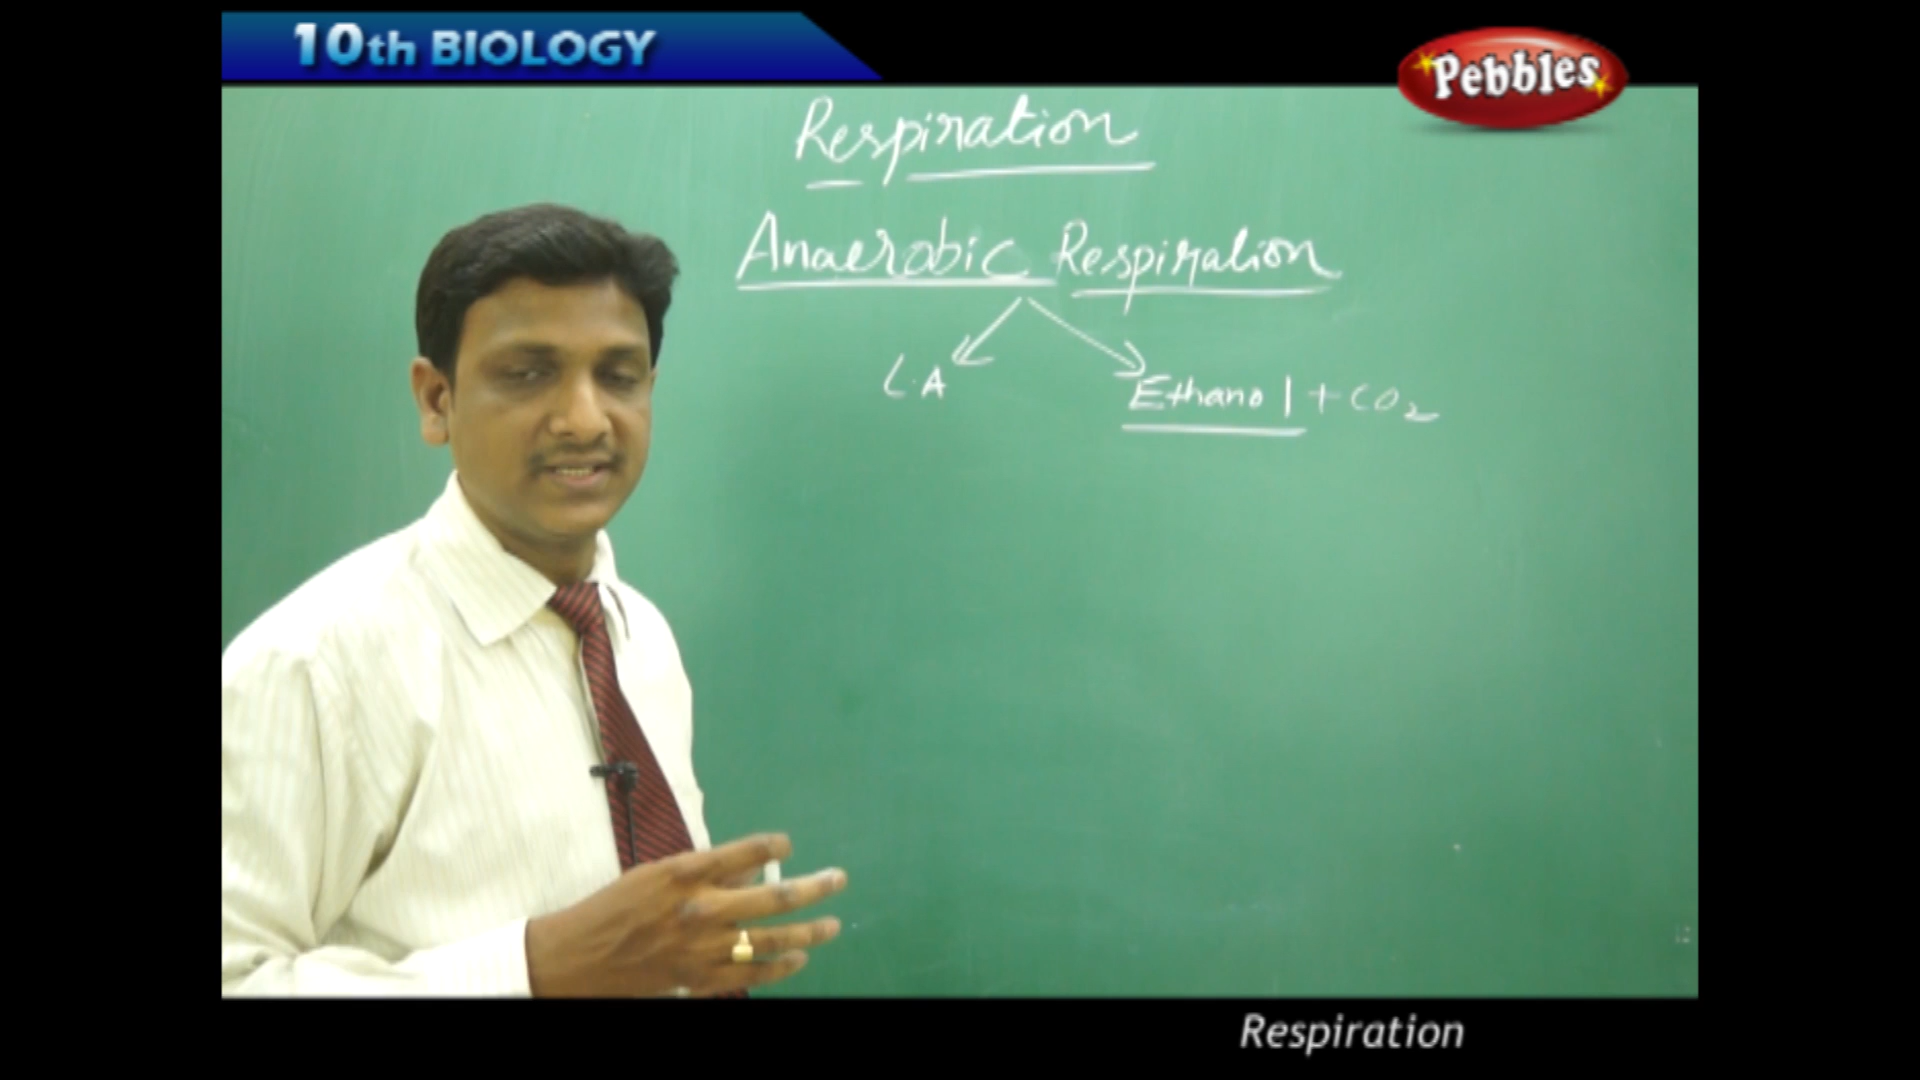 10th BIOLOGY
Pebbles
Respiration
Anaerobic Respiration
L.A
Ethanol + CO₂
Respiration